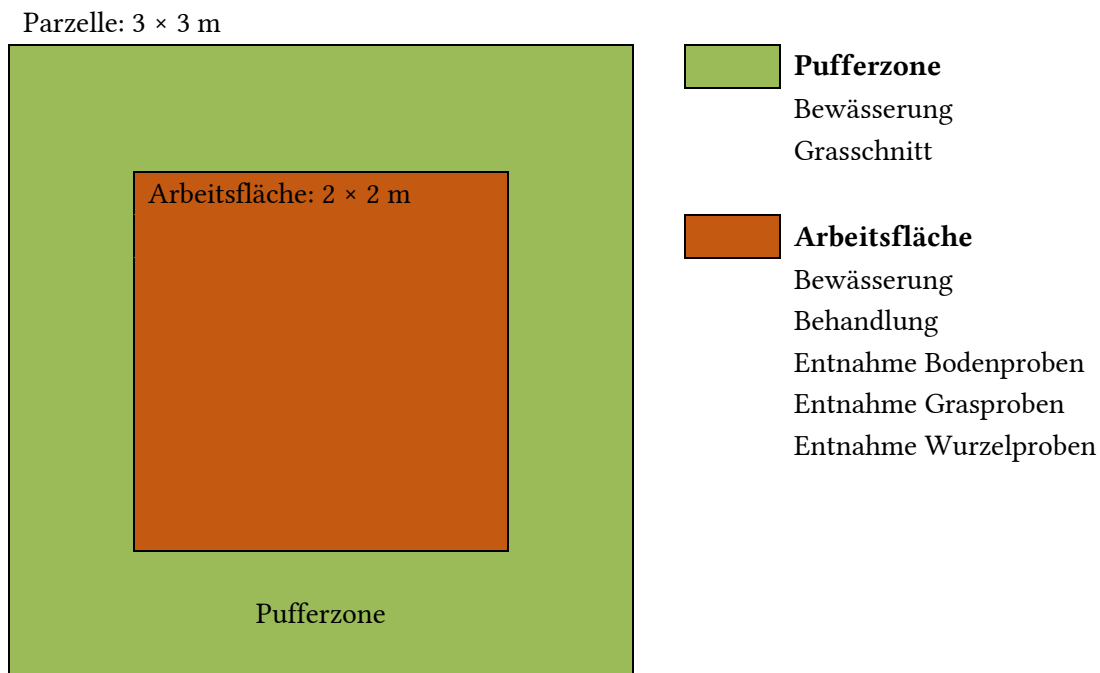 Parzelle: 3 × 3 m
Arbeitsfläche: 2 × 2 m
Pufferzone
Pufferzone
Bewässerung
Grasschnitt
Arbeitsfläche
Bewässerung
Behandlung
Entnahme Bodenproben
Entnahme Grasproben
Entnahme Wurzelproben